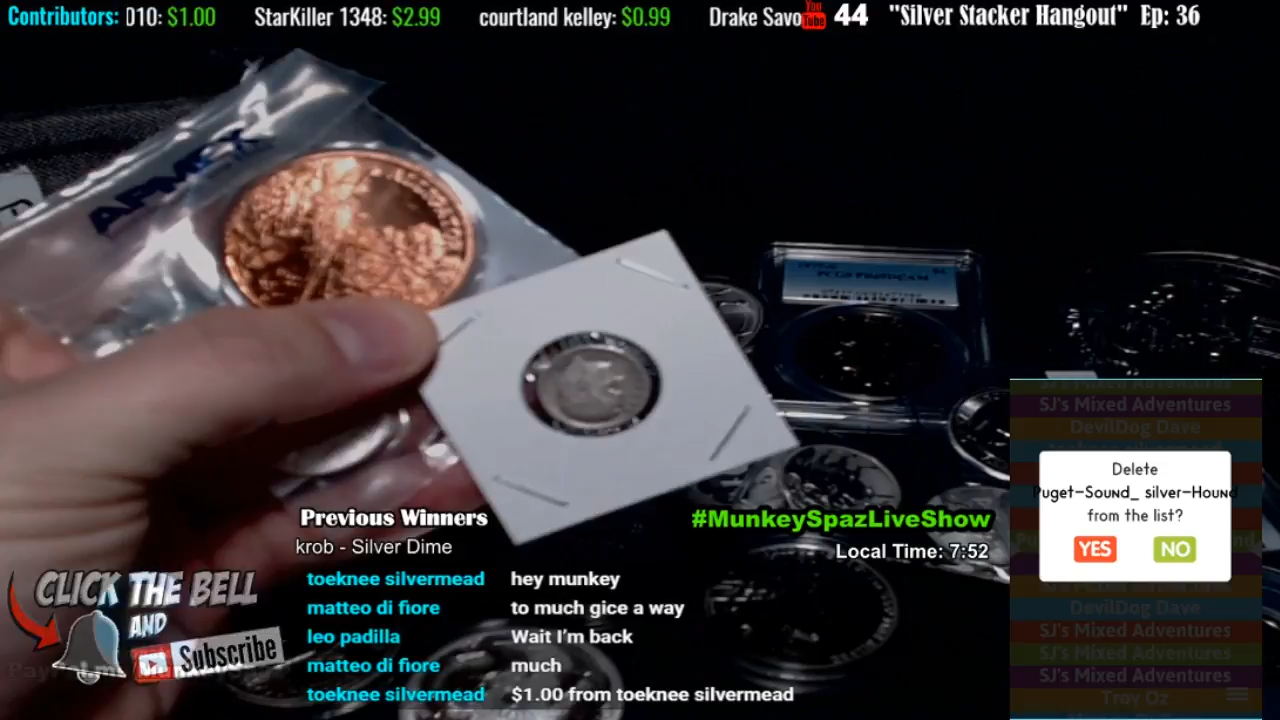 Contributors: D10: $1.00 StarKiller 1348: $2.99 courtland kelley: $0.99 Drake Savo
You Tube 44 "Silver Stacker Hangout" Ep: 36
APMEX
SJ's Mixed Adventures
DevilDog Dave
Delete
Puget-Sound_ silver-Hound
from the list?
YES NO
DevilDog Dave
SJ's Mixed Adventures
SJ's Mixed Adventures
SJ's Mixed Adventures
Troy Oz
#MunkeySpazLiveShow
Local Time: 7:52
Previous Winners
krob - Silver Dime
toeknee silvermead hey munkey
matteo di fiore to much gice a way
leo padilla Wait I'm back
matteo di fiore much
toeknee silvermead $1.00 from toeknee silvermead
CLICK THE BELL
AND
Subscribe